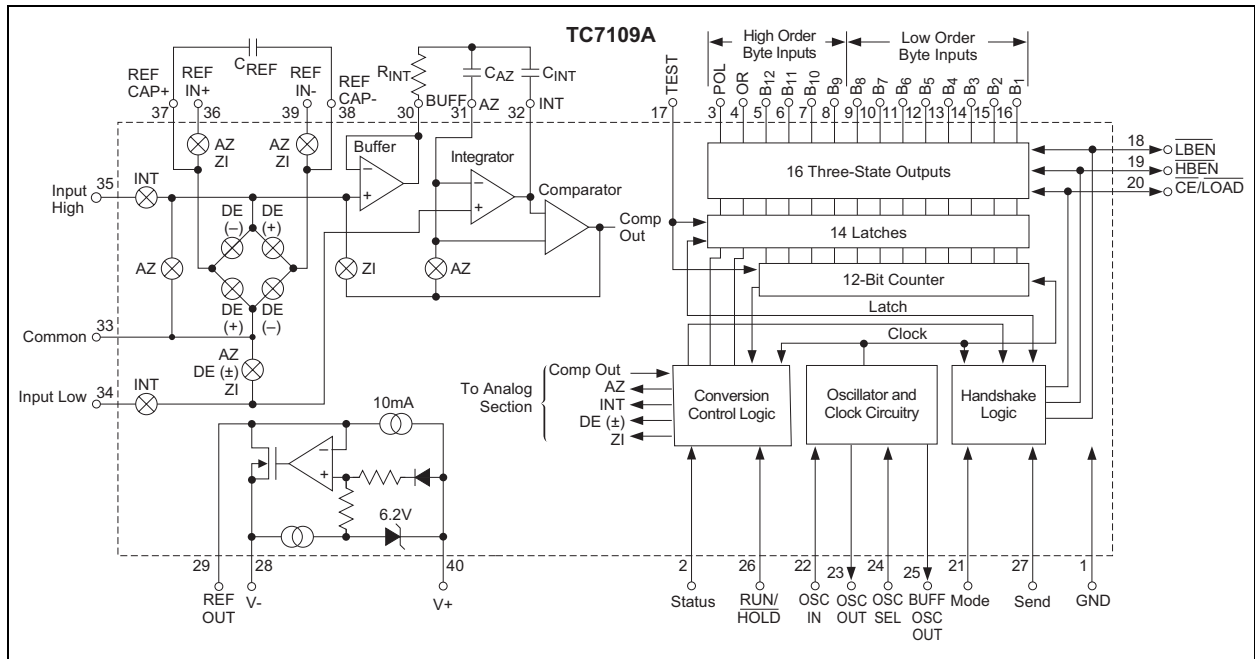 TC7109A
High Order
Byte Inputs
Low Order
Byte Inputs
CREF
REF
CAP+
REF
IN+
REF
IN-
REF
CAP-
RINT
CAZ
CINT
BUFF
AZ
INT
TEST
POL
OR
B12
B11
B10
B9
B8
B7
B6
B5
B4
B3
B2
B1
37
36
39
38
30
31
32
17
3
4
5
6
7
8
9
10
11
12
13
14
15
16
AZ
ZI
AZ
ZI
Buffer
–
+
Integrator
–
+
Comparator
Comp
Out
16 Three-State Outputs
18
LBEN
19
HBEN
20
CE/LOAD
Input
High
35
INT
DE
(–)
DE
(+)
AZ
ZI
AZ
14 Latches
12-Bit Counter
DE
(+)
DE
(–)
Latch
Clock
Common
33
AZ
DE (±)
ZI
Input Low
34
INT
To Analog
Section
Comp Out
AZ
INT
DE (±)
ZI
Conversion
Control Logic
Oscillator and
Clock Circuitry
Handshake
Logic
10mA
–
+
6.2V
29
28
40
2
26
22
23
24
25
21
27
1
REF
OUT
V-
V+
Status
RUN/
HOLD
OSC
IN
OSC
OUT
OSC
SEL
BUFF
OSC
OUT
Mode
Send
GND